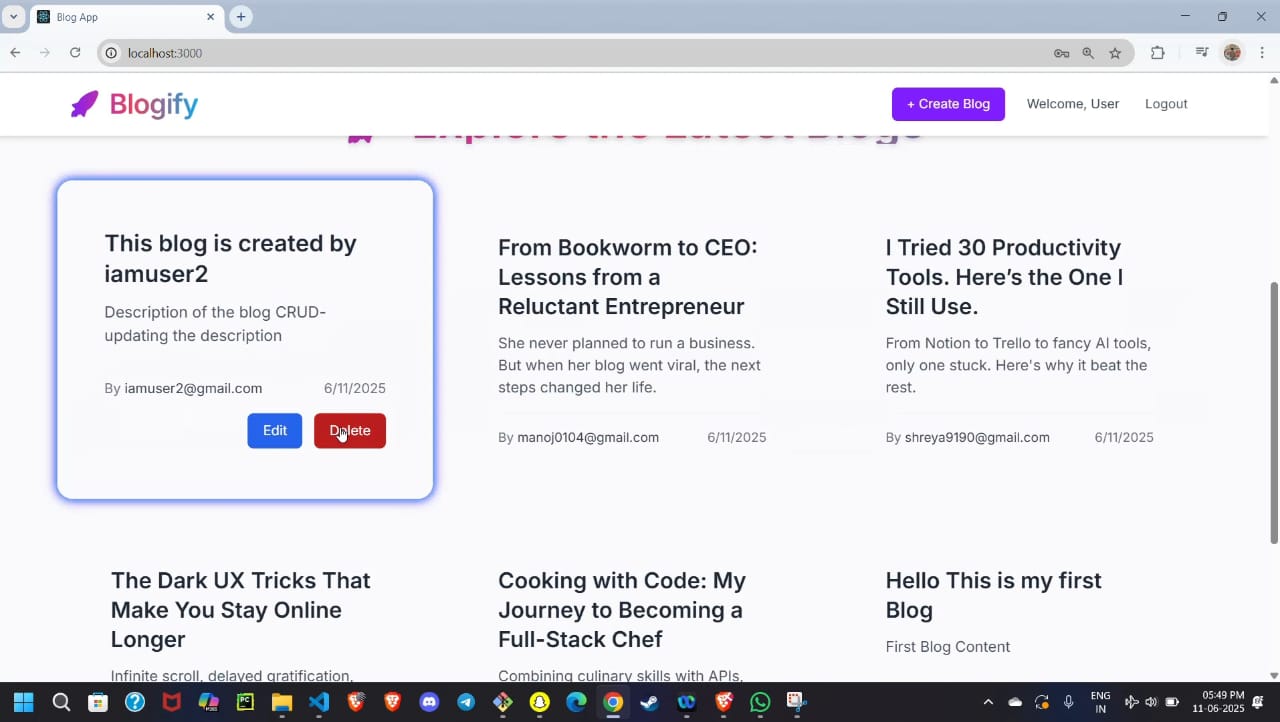 Blog App
localhost:3000
Blogify
+ Create Blog
Welcome, User
Logout
Explore the Latest Blogs
This blog is created by
iamuser2
Description of the blog CRUD-
updating the description
By iamuser2@gmail.com
6/11/2025
Edit
Delete
From Bookworm to CEO:
Lessons from a
Reluctant Entrepreneur
She never planned to run a business.
But when her blog went viral, the next
steps changed her life.
By manoj0104@gmail.com
6/11/2025
I Tried 30 Productivity
Tools. Here’s the One I
Still Use.
From Notion to Trello to fancy AI tools,
only one stuck. Here's why it beat the
rest.
By shreya9190@gmail.com
6/11/2025
The Dark UX Tricks That
Make You Stay Online
Longer
Infinite scroll, delayed gratification,
Cooking with Code: My
Journey to Becoming a
Full-Stack Chef
Combining culinary skills with APIs,
Hello This is my first
Blog
First Blog Content
ENG
IN
05:49 PM
11-06-2025